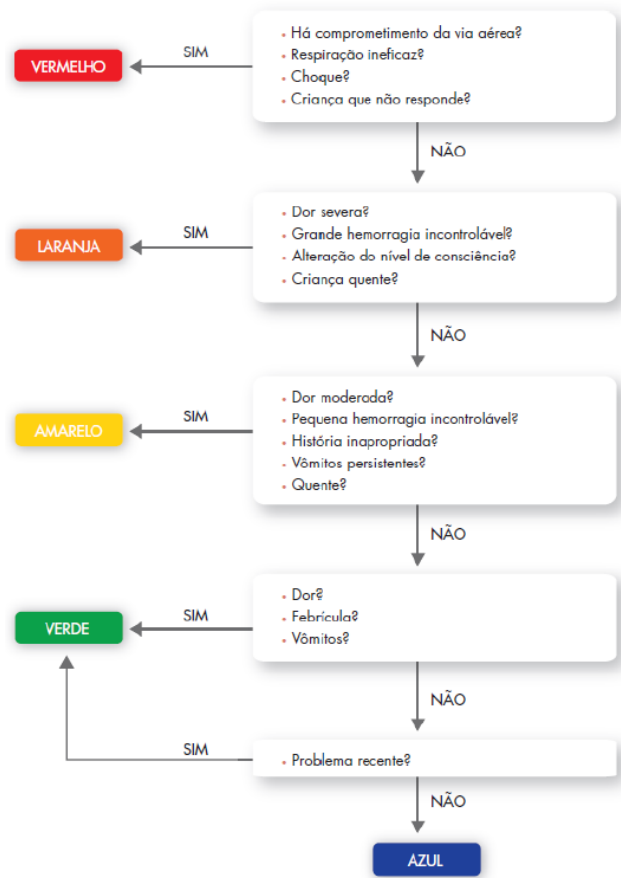 • Há comprometimento da via aérea?
• Respiração ineficaz?
• Choque?
• Criança que não responde?
SIM
VERMELHO
NÃO
• Dor severa?
• Grande hemorragia incontrolável?
• Alteração do nível de consciência?
• Criança quente?
SIM
LARANJA
NÃO
• Dor moderada?
• Pequena hemorragia incontrolável?
• História inapropriada?
• Vômitos persistentes?
• Quente?
SIM
AMARELO
NÃO
• Dor?
• Febrícula?
• Vômitos?
SIM
VERDE
NÃO
• Problema recente?
SIM
NÃO
AZUL